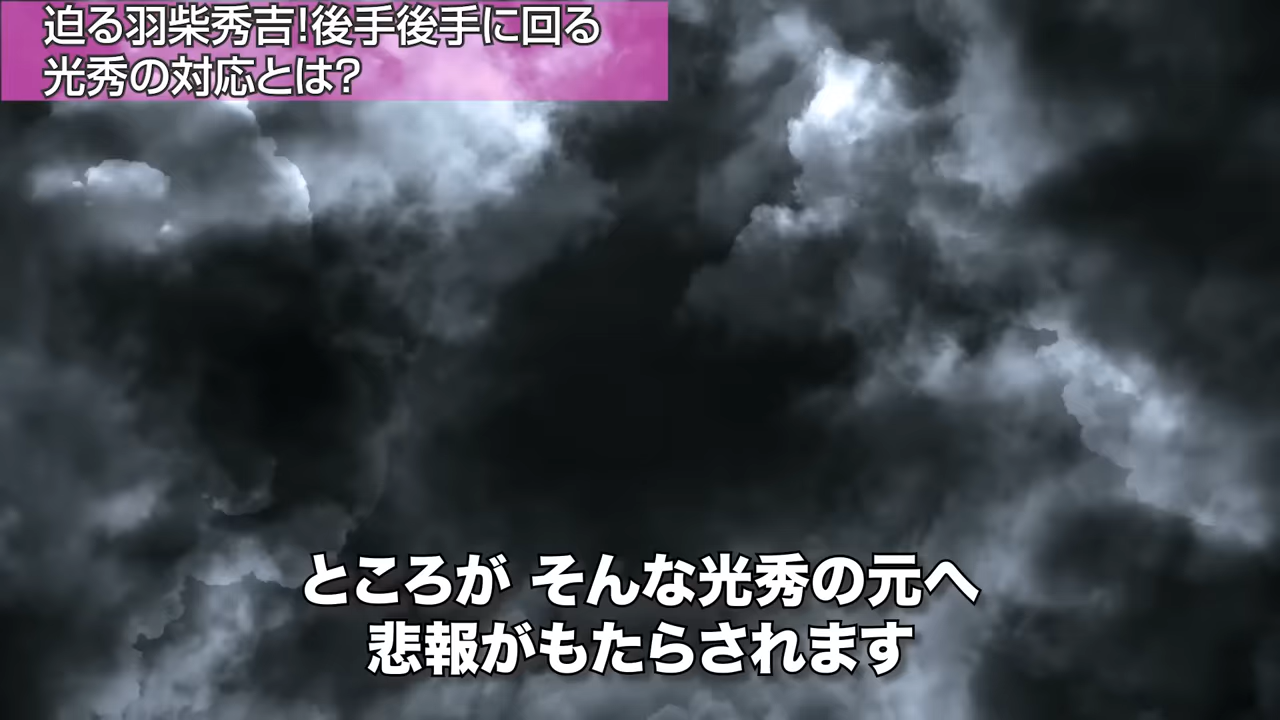 迫る羽柴秀吉!後手後手に回る
光秀の対応とは?
ところが そんな光秀の元へ
悲報がもたらされます